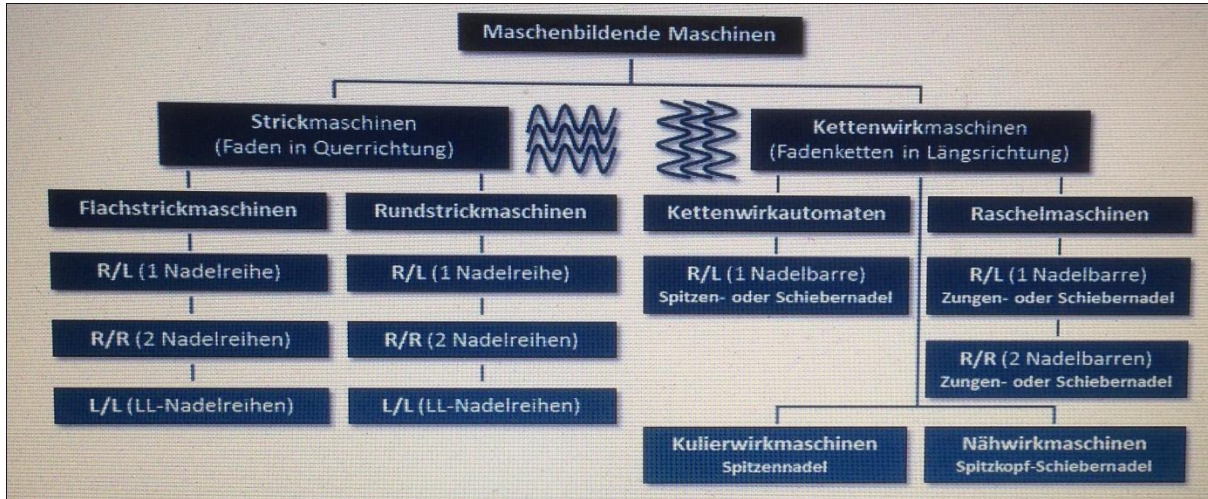 Maschenbildende Maschinen
Strickmaschinen
(Faden in Querrichtung)
Kettenwirkmaschinen
(Fadenketten in Längsrichtung)
Flachstrickmaschinen
Rundstrickmaschinen
Kettenwirkautomaten
Raschelmaschinen
R/L (1 Nadelreihe)
R/L (1 Nadelreihe)
R/L (1 Nadelbarre)
Spitzen- oder Schiebernadel
R/L (1 Nadelbarre)
Zungen- oder Schiebernadel
R/R (2 Nadelreihen)
R/R (2 Nadelreihen)
R/R (2 Nadelbarren)
Zungen- oder Schiebernadel
L/L (LL-Nadelreihen)
L/L (LL-Nadelreihen)
Kulierwirkmaschinen
Spitzennadel
Nähwirkmaschinen
Spitzkopf-Schiebernadel